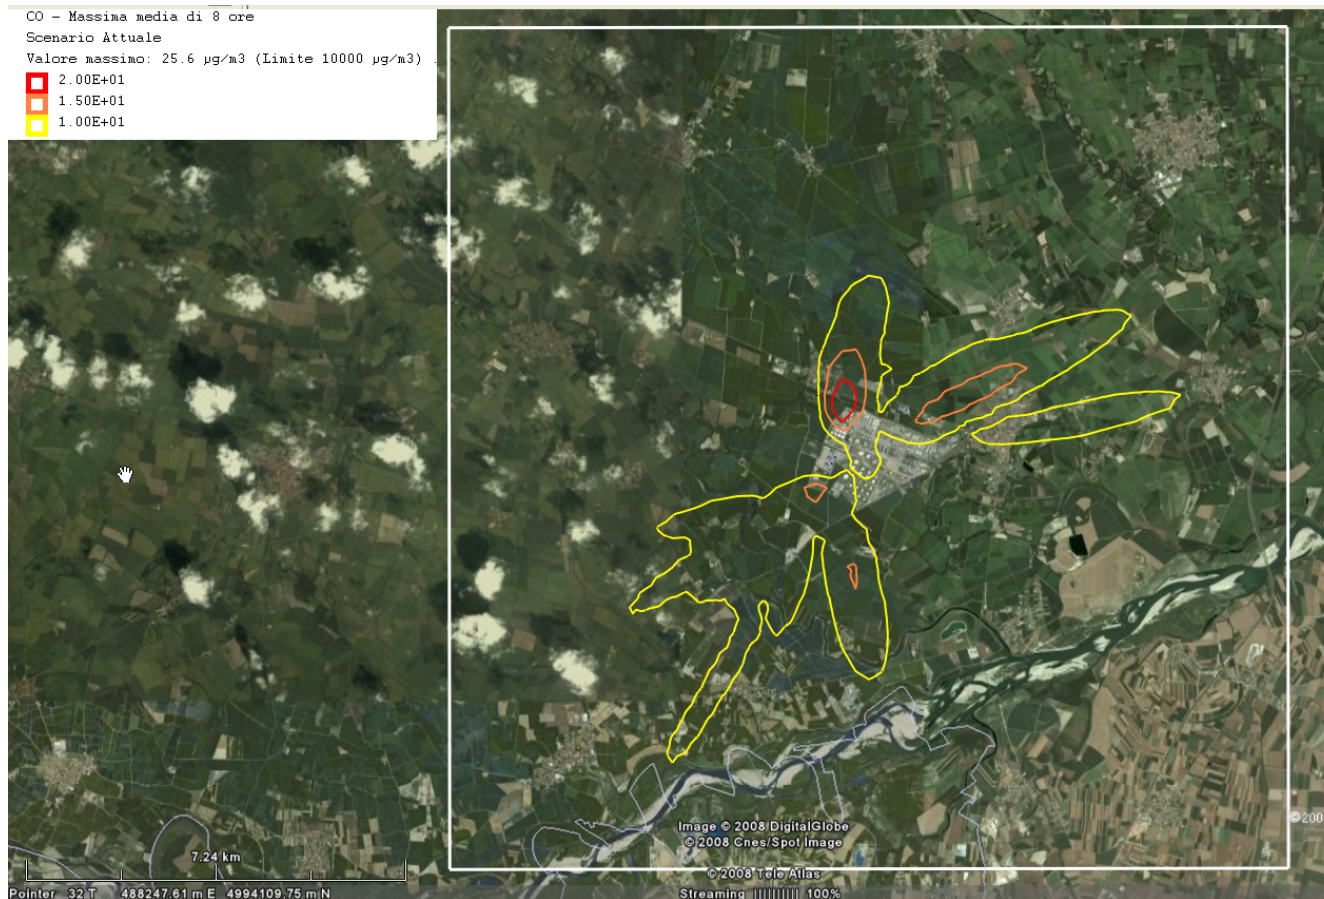 CO - Massima media di 8 ore
Scenario Attuale
Valore massimo: 25.6 µg/m3 (Limite 10000 µg/m3) .
2.00E+01
1.50E+01
1.00E+01
7.24 km
Image © 2008 DigitalGlobe
© 2008 Cnes/Spot Image
©200
© 2008 Tele Atlas
Pointer 32 T 488247.61 m E 4994109.75 m N
Streaming |||||||||| 100%